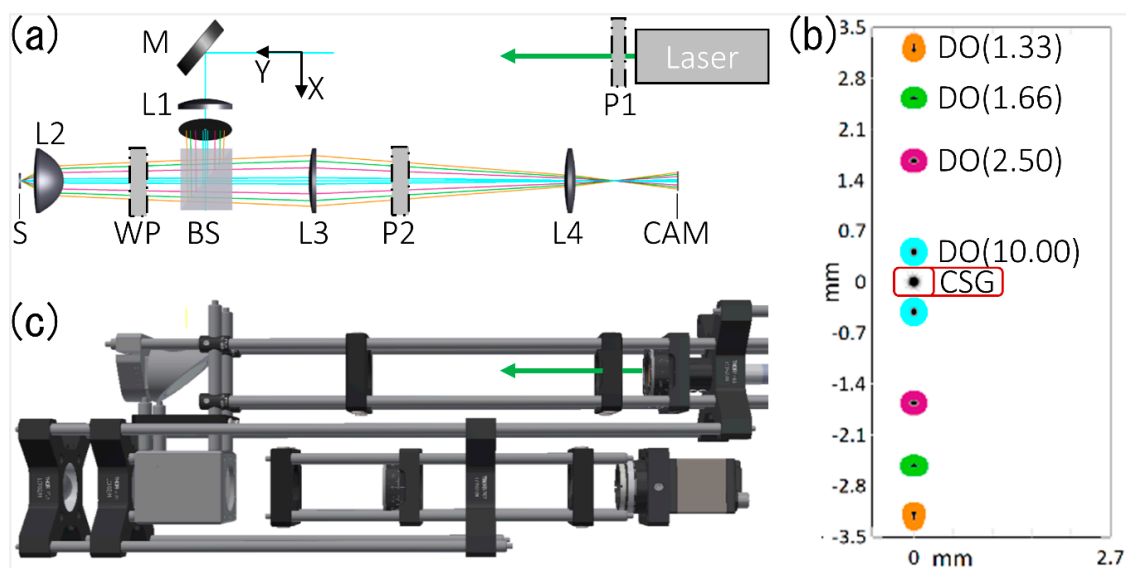 (a)
M
Y
X
Laser
P1
L1
L2
S
WP
BS
L3
P2
L4
CAM
(b)
3.5
2.8
2.1
1.4
0.7
0
-0.7
-1.4
-2.1
-2.8
-3.5
mm
DO(1.33)
DO(1.66)
DO(2.50)
DO(10.00)
CSG
0 mm 2.7
(c)